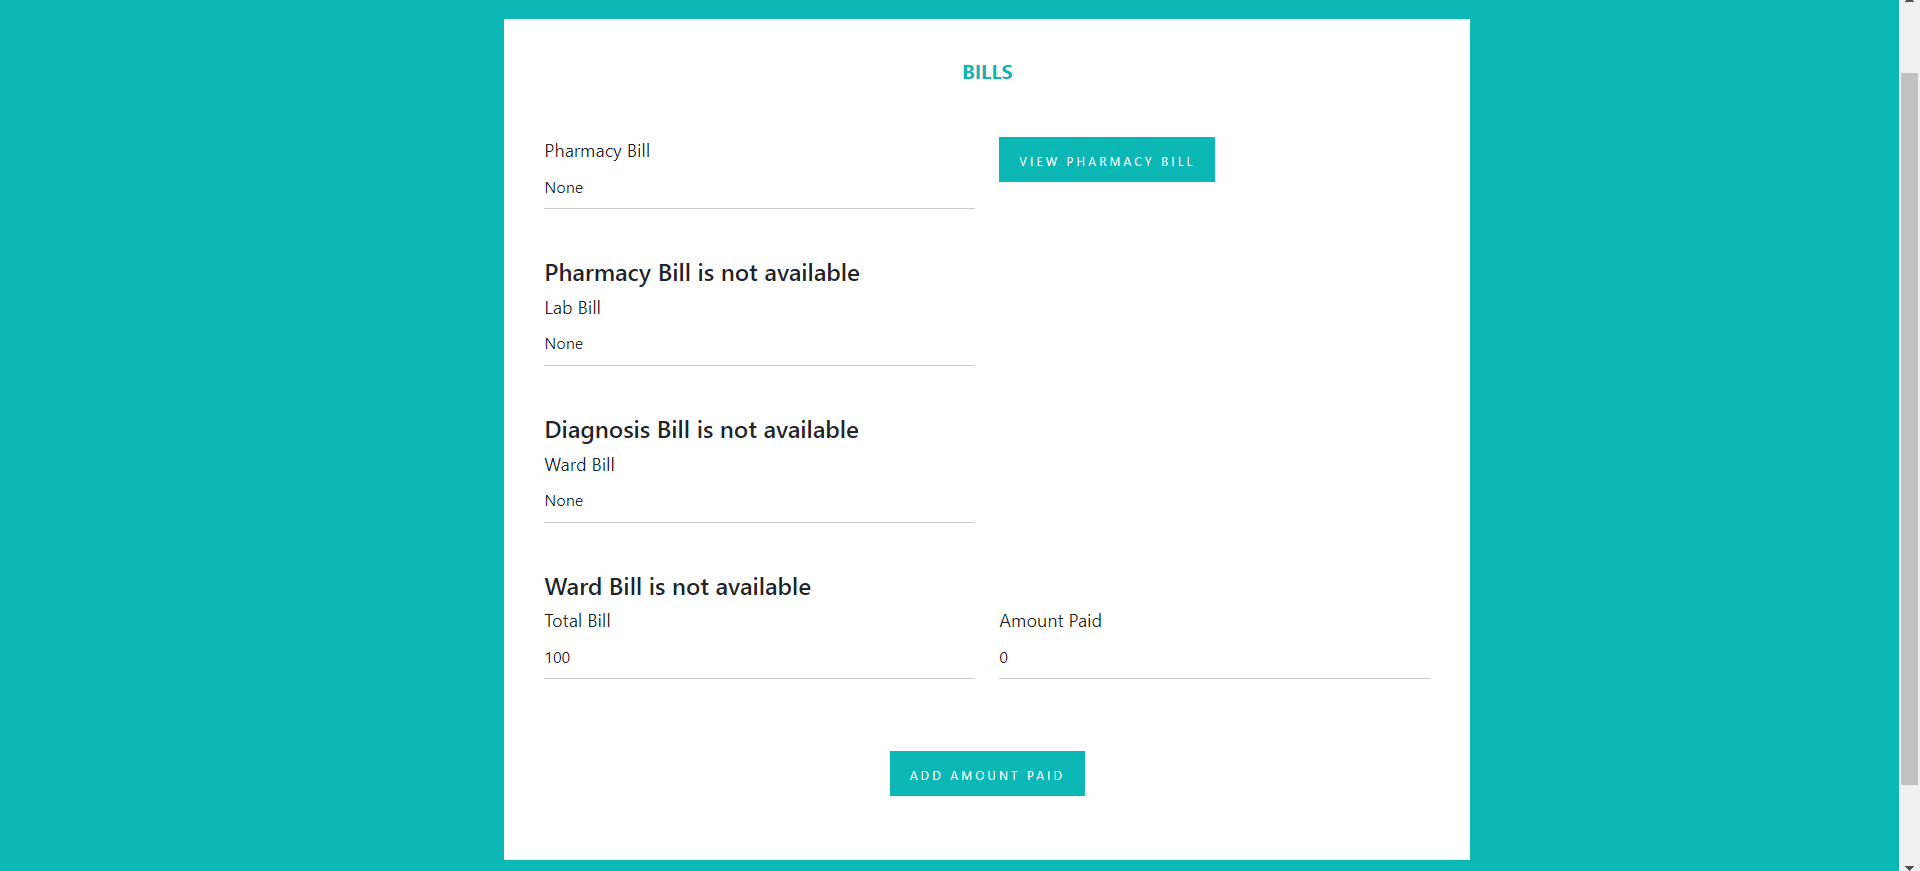 BILLS
Pharmacy Bill
VIEW PHARMACY BILL
None
Pharmacy Bill is not available
Lab Bill
None
Diagnosis Bill is not available
Ward Bill
None
Ward Bill is not available
Total Bill
Amount Paid
100
0
ADD AMOUNT PAID